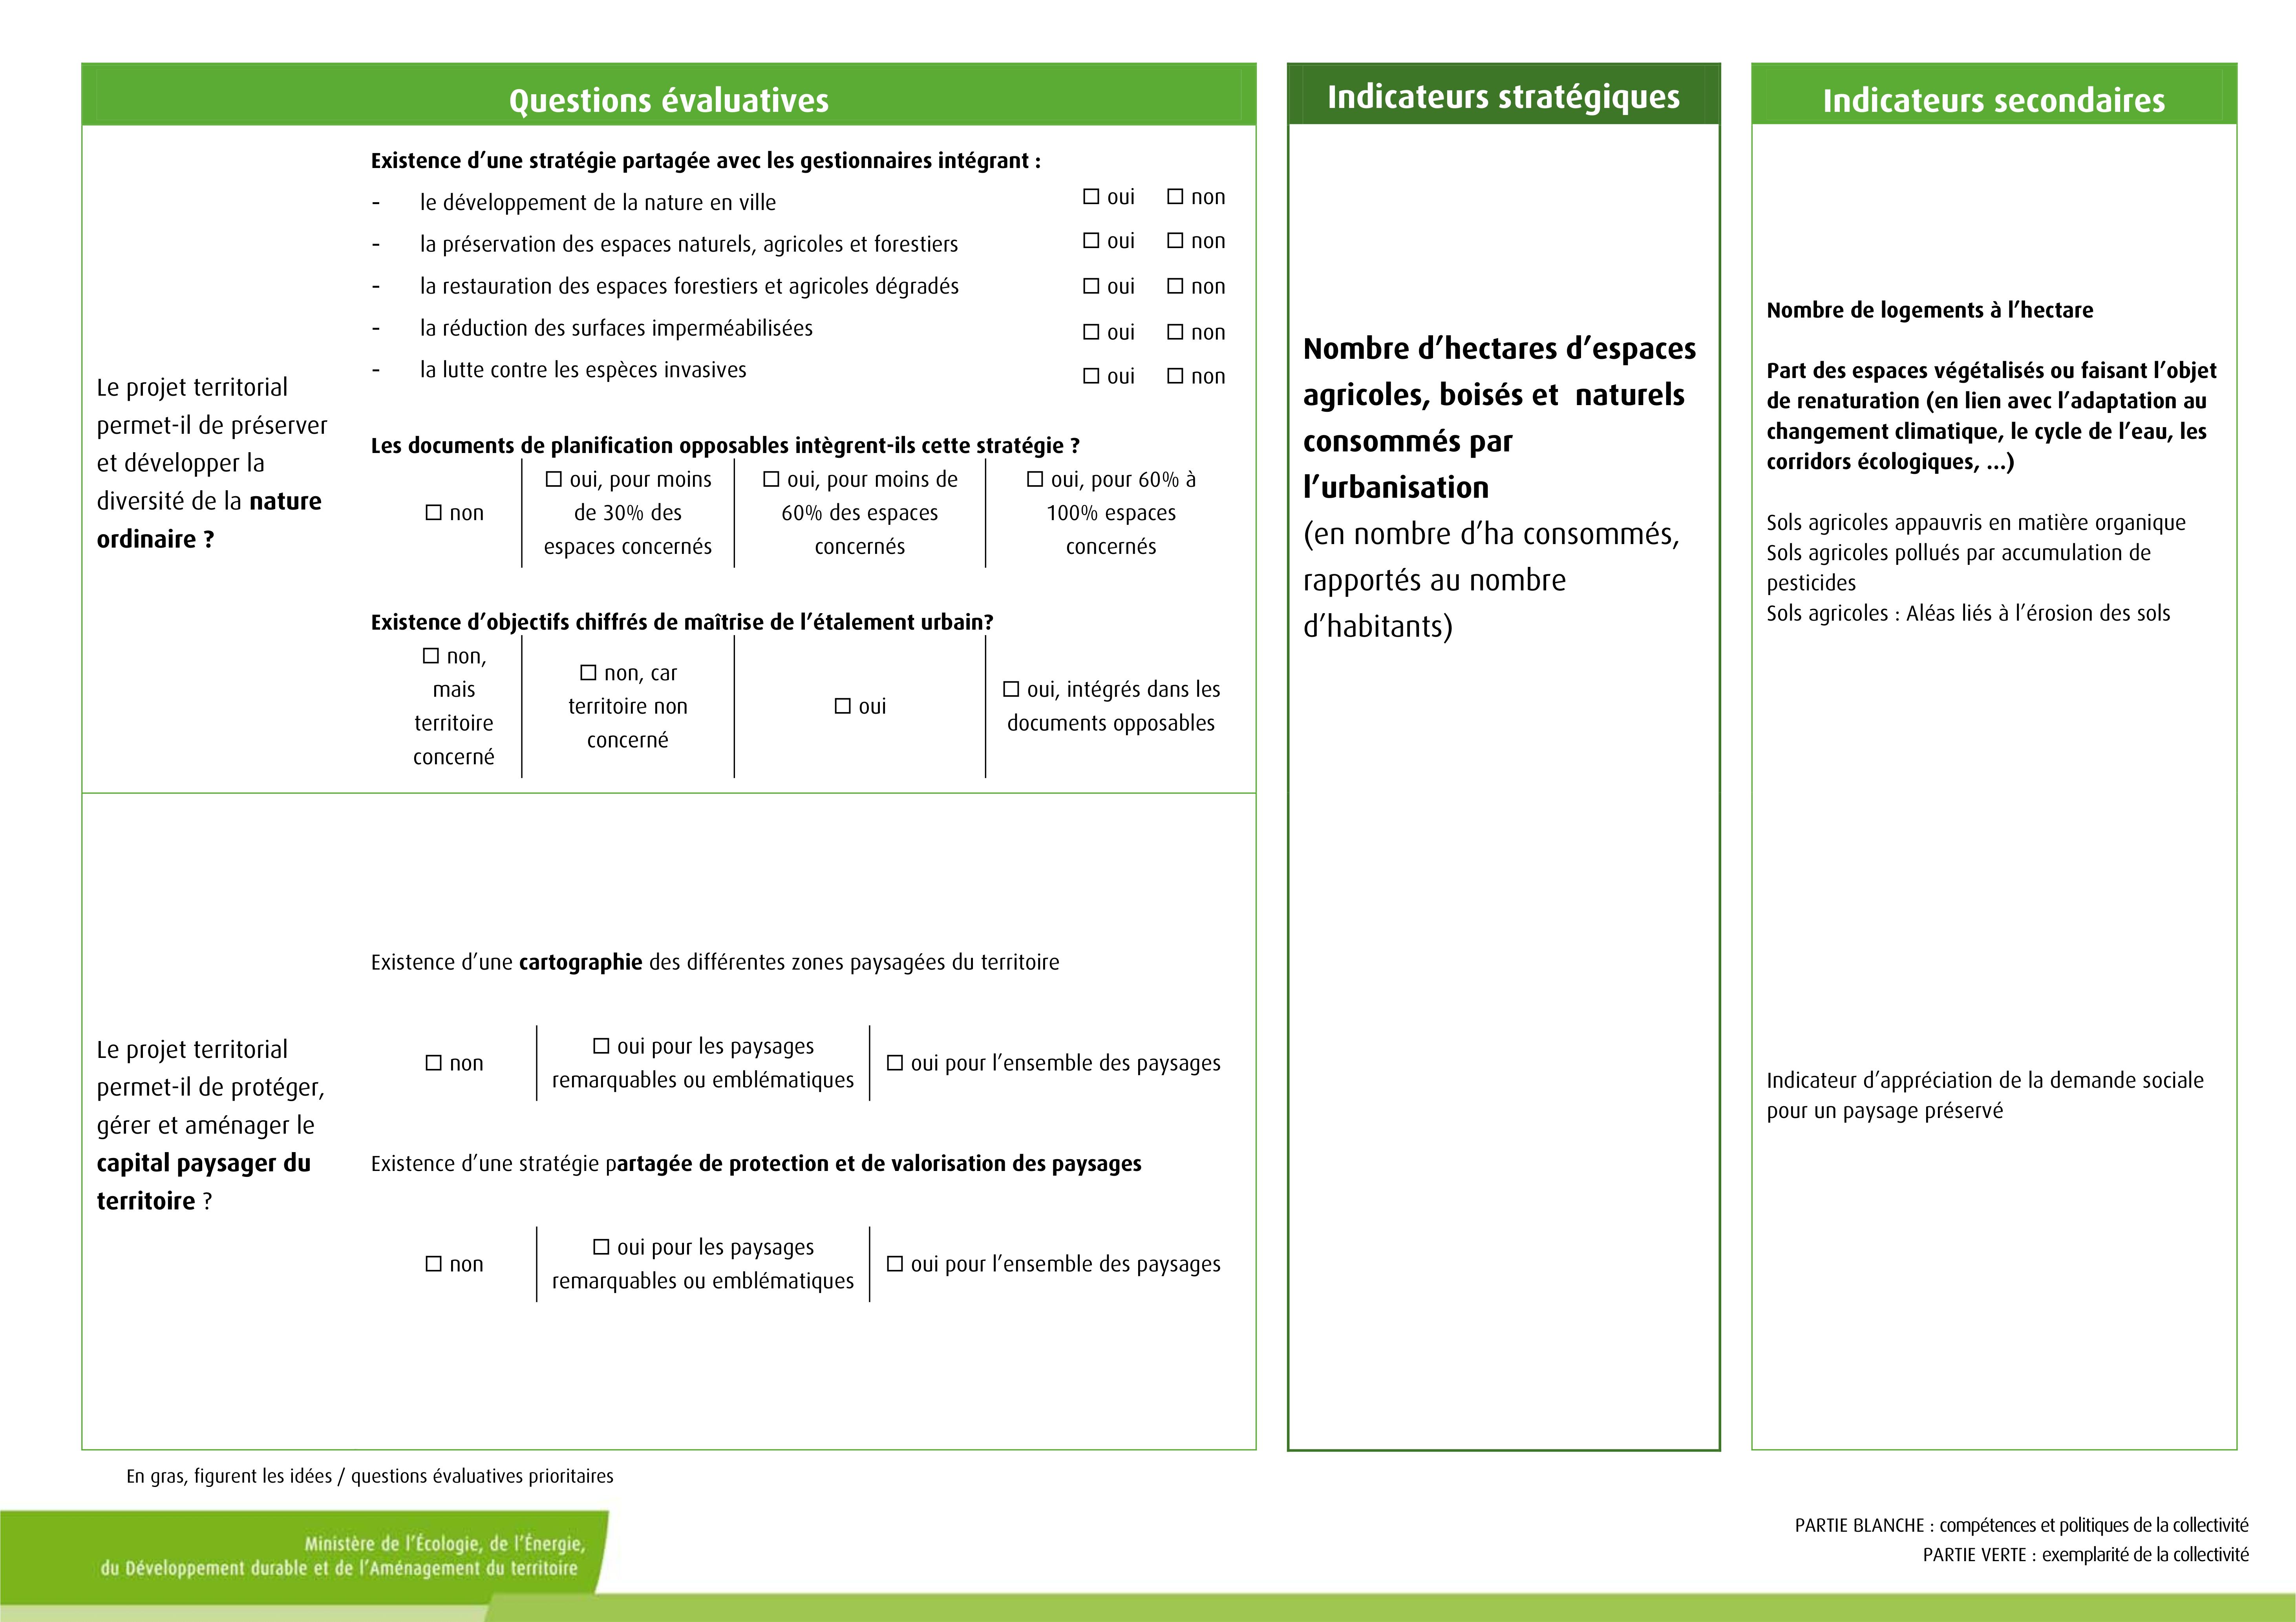 Questions évaluatives
Le projet territorial
permet-il de préserver
et développer la
diversité de la nature
ordinaire ?
Existence d’une stratégie partagée avec les gestionnaires intégrant :
- le développement de la nature en ville ☐ oui ☐ non
- la préservation des espaces naturels, agricoles et forestiers ☐ oui ☐ non
- la restauration des espaces forestiers et agricoles dégradés ☐ oui ☐ non
- la réduction des surfaces imperméabilisées ☐ oui ☐ non
- la lutte contre les espèces invasives ☐ oui ☐ non
Les documents de planification opposables intègrent-ils cette stratégie ?
☐ non
☐ oui, pour moins
de 30% des
espaces concernés
☐ oui, pour moins de
60% des espaces
concernés
☐ oui, pour 60% à
100% espaces
concernés
Existence d’objectifs chiffrés de maîtrise de l’étalement urbain?
☐ non,
mais
territoire
concerné
☐ non, car
territoire non
concerné
☐ oui
☐ oui, intégrés dans les
documents opposables
Le projet territorial
permet-il de protéger,
gérer et aménager le
capital paysager du
territoire ?
Existence d’une cartographie des différentes zones paysagées du territoire
☐ non
☐ oui pour les paysages
remarquables ou emblématiques
☐ oui pour l’ensemble des paysages
Existence d’une stratégie partagée de protection et de valorisation des paysages
☐ non
☐ oui pour les paysages
remarquables ou emblématiques
☐ oui pour l’ensemble des paysages
Indicateurs stratégiques
Nombre d’hectares d’espaces
agricoles, boisés et naturels
consommés par
l’urbanisation
(en nombre d’ha consommés,
rapportés au nombre
d’habitants)
Indicateurs secondaires
Nombre de logements à l’hectare
Part des espaces végétalisés ou faisant l’objet
de renaturation (en lien avec l’adaptation au
changement climatique, le cycle de l’eau, les
corridors écologiques, …)
Sols agricoles appauvris en matière organique
Sols agricoles pollués par accumulation de
pesticides
Sols agricoles : Aléas liés à l’érosion des sols
Indicateur d’appréciation de la demande sociale
pour un paysage préservé
En gras, figurent les idées / questions évaluatives prioritaires
Ministère de l’Écologie, de l’Énergie,
du Développement durable et de l’Aménagement du territoire
PARTIE BLANCHE : compétences et politiques de la collectivité
PARTIE VERTE : exemplarité de la collectivité